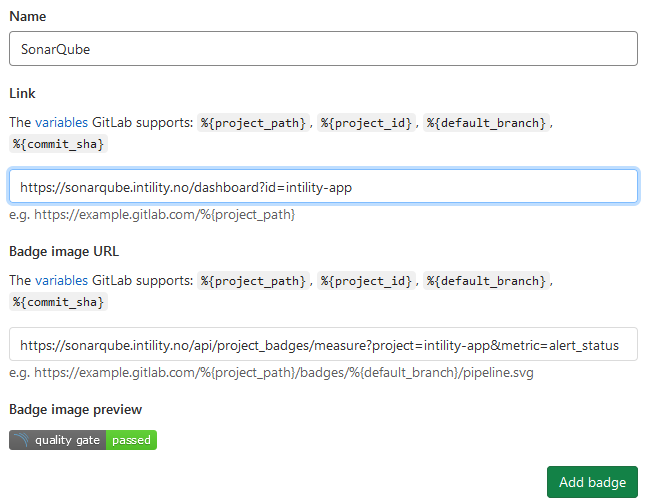 Name
SonarQube
Link
The variables GitLab supports: %{project_path}, %{project_id}, %{default_branch},
%{commit_sha}
https://sonarqube.intility.no/dashboard?id=intility-app
e.g. https://example.gitlab.com/%{project_path}
Badge image URL
The variables GitLab supports: %{project_path}, %{project_id}, %{default_branch},
%{commit_sha}
https://sonarqube.intility.no/api/project_badges/measure?project=intility-app&metric=alert_status
e.g. https://example.gitlab.com/%{project_path}/badges/%{default_branch}/pipeline.svg
Badge image preview
quality gate passed
Add badge